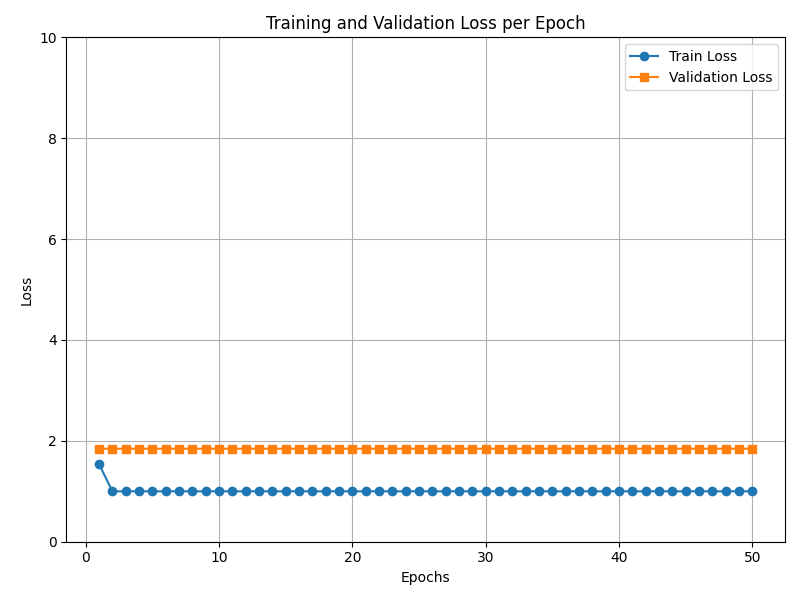 Training and Validation Loss per Epoch
Train Loss
Validation Loss
Loss
10
8
6
4
2
0
0 10 20 30 40 50
Epochs